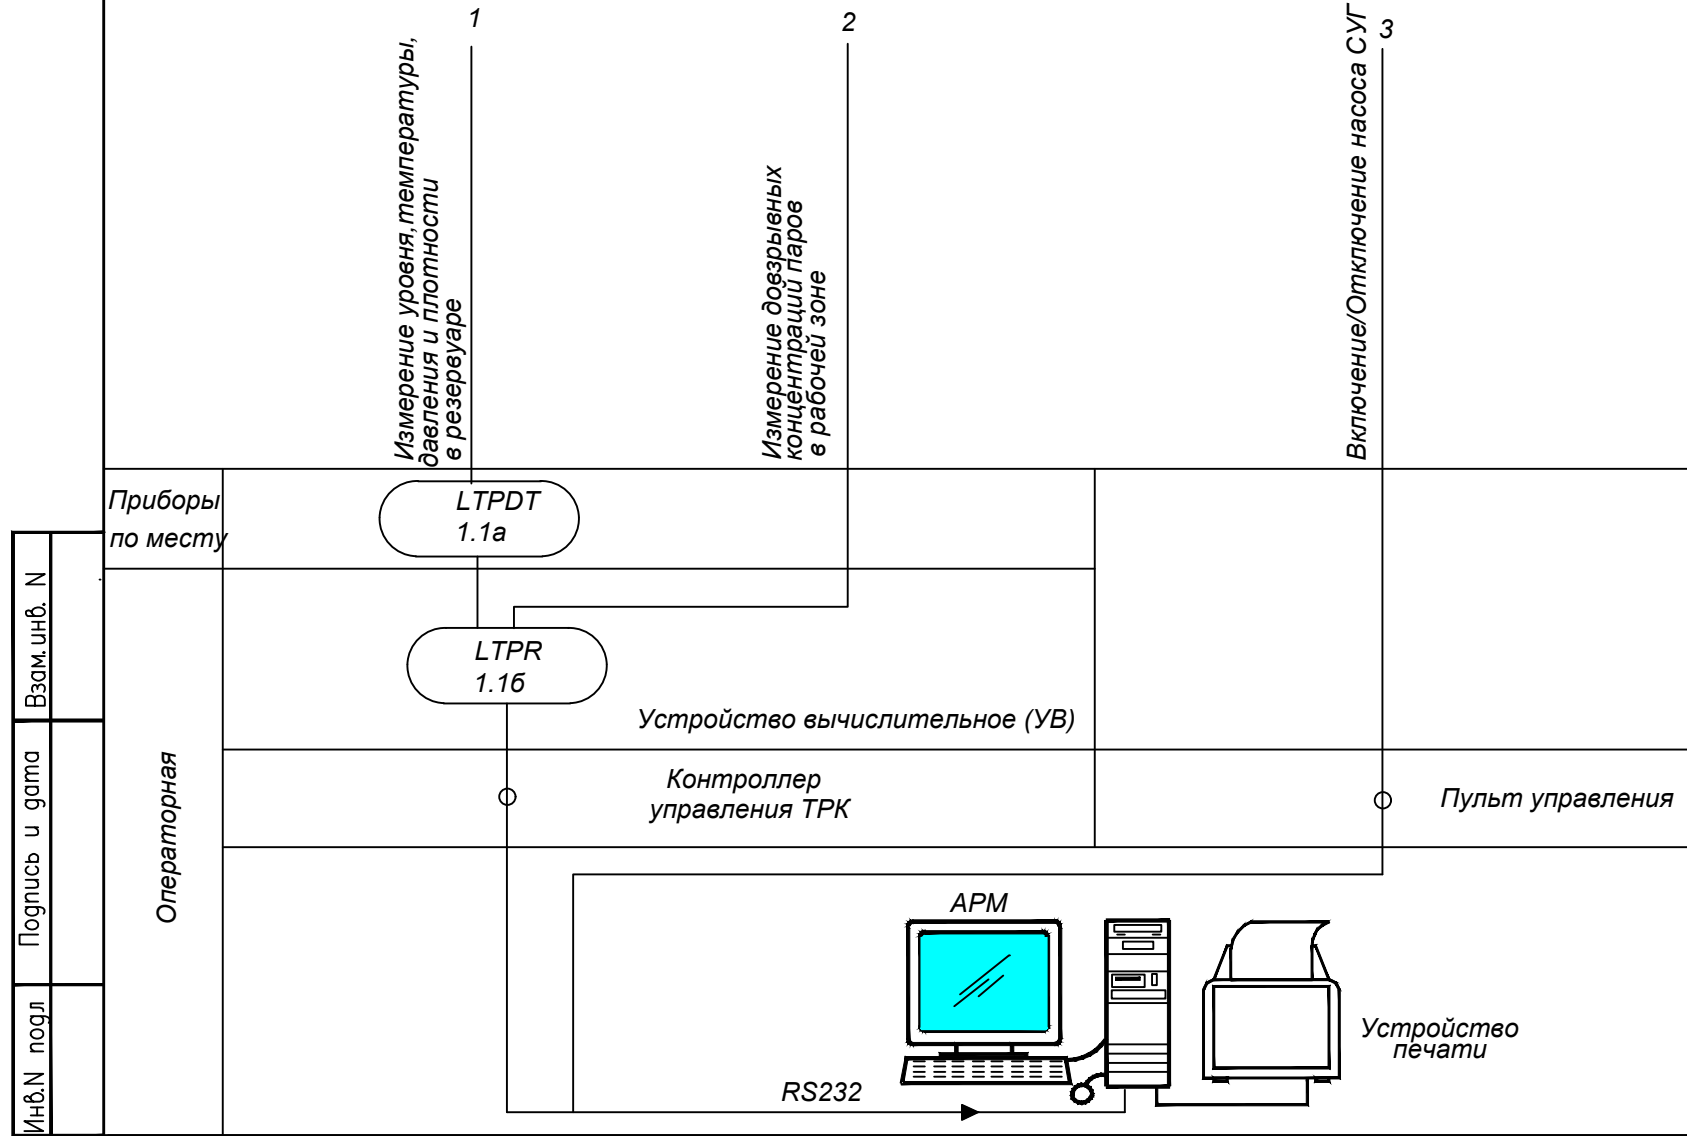 1
2
3
Измерение уровня,температуры,
давления и плотности
в резервуаре
Измерение довзрывных
концентраций паров
в рабочей зоне
Включение/Отключение насоса СУГ
Приборы
по месту
LTPDT
1.1а
LTPR
1.1б
Устройство вычислительное (УВ)
Операторная
Контроллер
управления ТРК
Пульт управления
АРМ
Устройство
печати
RS232
Взам.инв. N
Подпись и дата
Инв.N подл